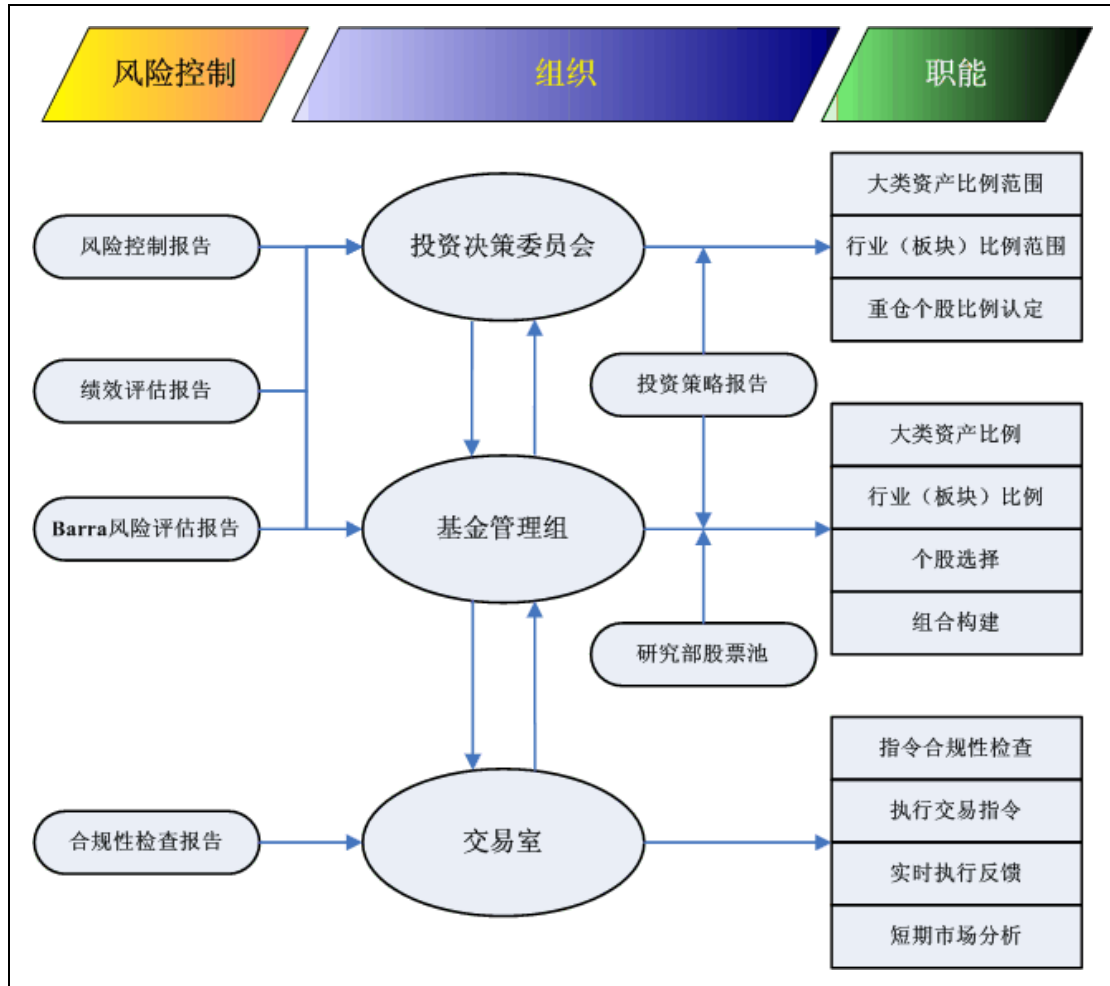 风险控制
组织
职能
风险控制报告
投资决策委员会
大类资产比例范围
行业（板块）比例范围
重仓个股比例认定
绩效评估报告
投资策略报告
Barra风险评估报告
基金管理组
大类资产比例
行业（板块）比例
个股选择
组合构建
研究部股票池
合规性检查报告
交易室
指令合规性检查
执行交易指令
实时执行反馈
短期市场分析